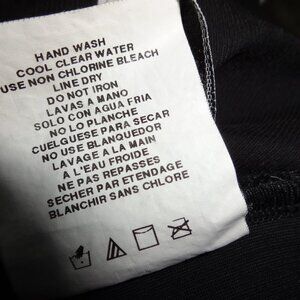 HAND WASH
COOL CLEAR WATER
USE NON CHLORINE BLEACH
LINE DRY
DO NOT IRON
LAVAS A MANO
SOLO CON AGUA FRIA
NO LO PLANCHE
CUELGUESE PARA SECAR
NO USE BLANQUEDOR
LAVAGE A LA MAIN
A L'EAU FROIDE
NE PAS REPASSES
SECHER PAR ETENDAGE
BLANCHIR SANS CHLORE